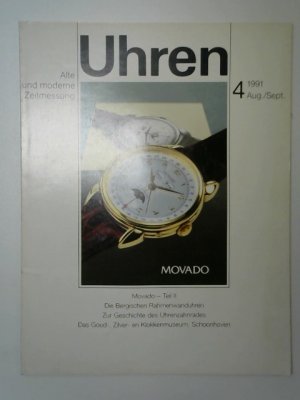 Uhren
Alte
und moderne
Zeitmessung
4 1991
Aug./Sept.
MOVADO
Movado – Teil II
Die Bergischen Rahmenwanduhren
Zur Geschichte des Uhrenzahnrades
Das Goud-, Zilver- en Klokkenmuseum, Schoonhoven